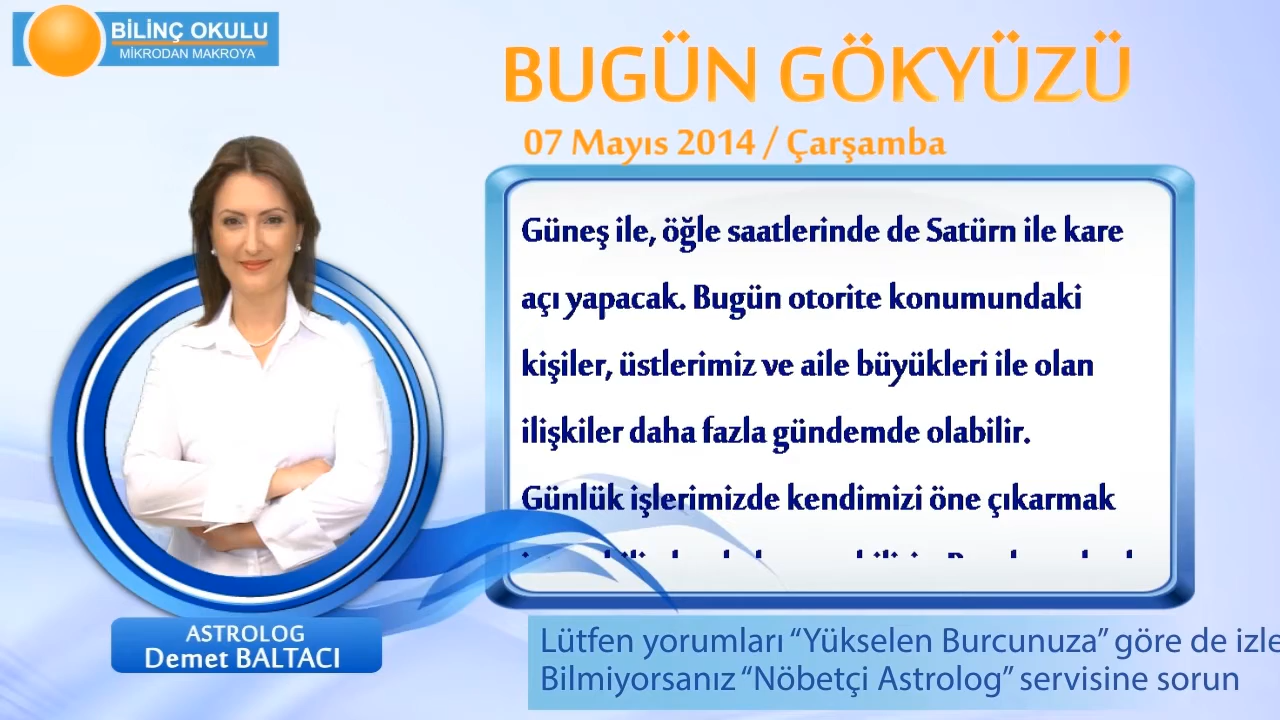 BİLİNÇ OKULU
MİKRODAN MAKROYA
BUGÜN GÖKYÜZÜ
07 Mayıs 2014 / Çarşamba
Güneş ile, öğle saatlerinde de Satürn ile kare
açı yapacak. Bugün otorite konumundaki
kişiler, üstlerimiz ve aile büyükleri ile olan
ilişkiler daha fazla gündemde olabilir.
Günlük işlerimizde kendimizi öne çıkarmak
ASTROLOG
Demet BALTACI
Lütfen yorumları “Yükselen Burcunuza” göre de izle
Bilmiyorsanız “Nöbetçi Astrolog” servisine sorun